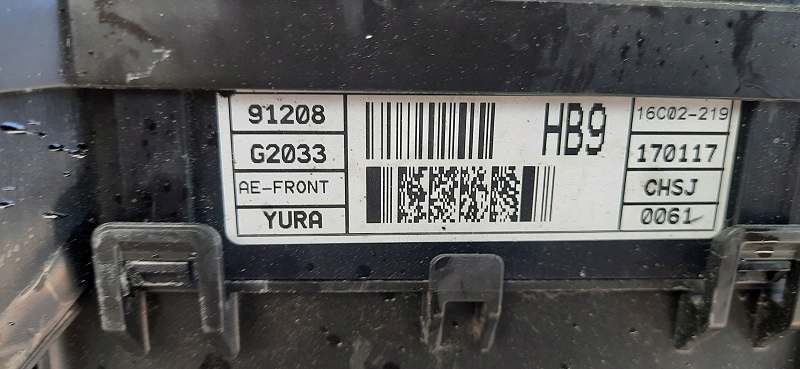 91208
G2033
AE-FRONT
YURA
HB9
16C02-219
170117
CHSJ
0061